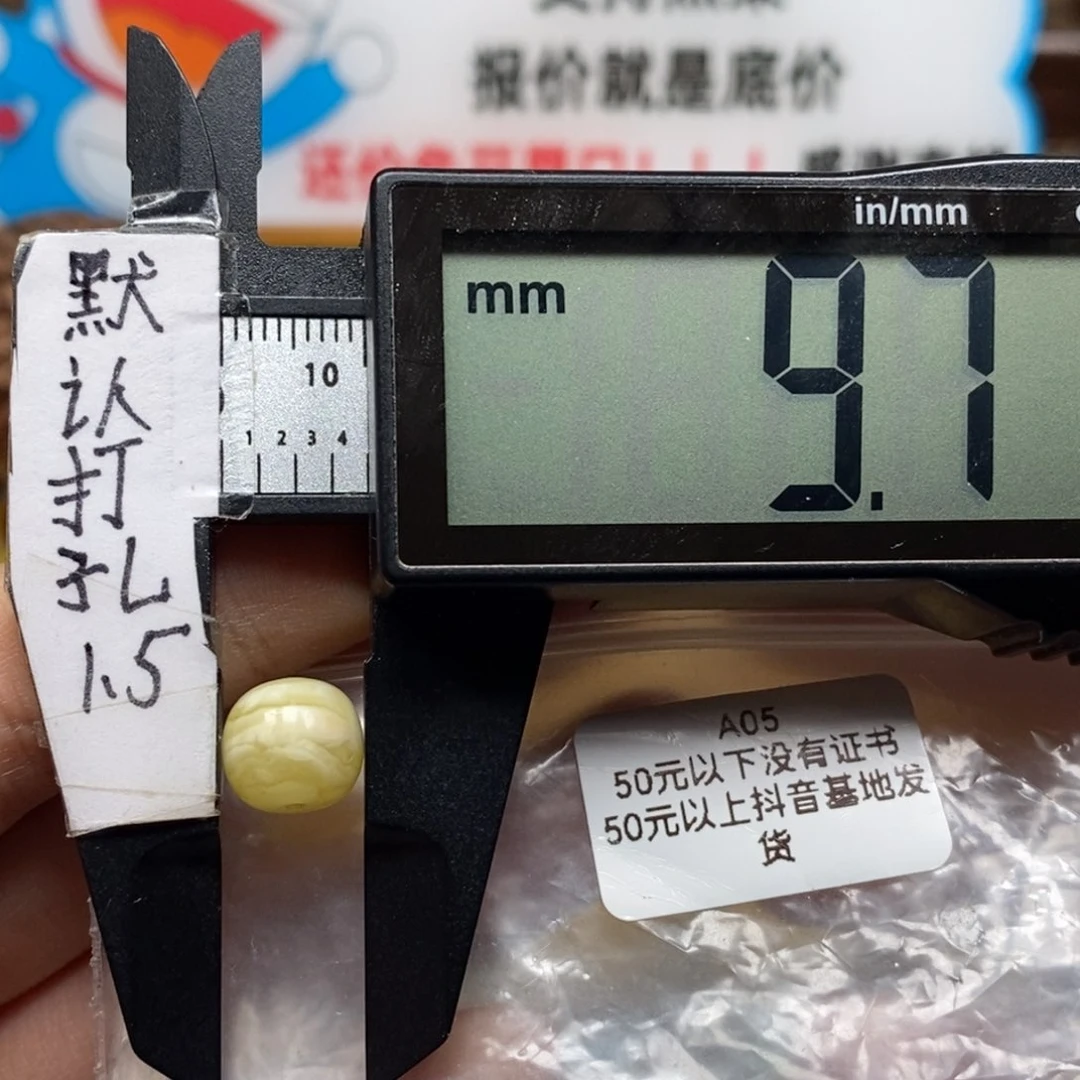 报价就是底价
in/mm
mm
9.7
10
1 2 3 4
默
认
打
孔
1.5
A05
50元以下没有证书
50元以上抖音基地发
货